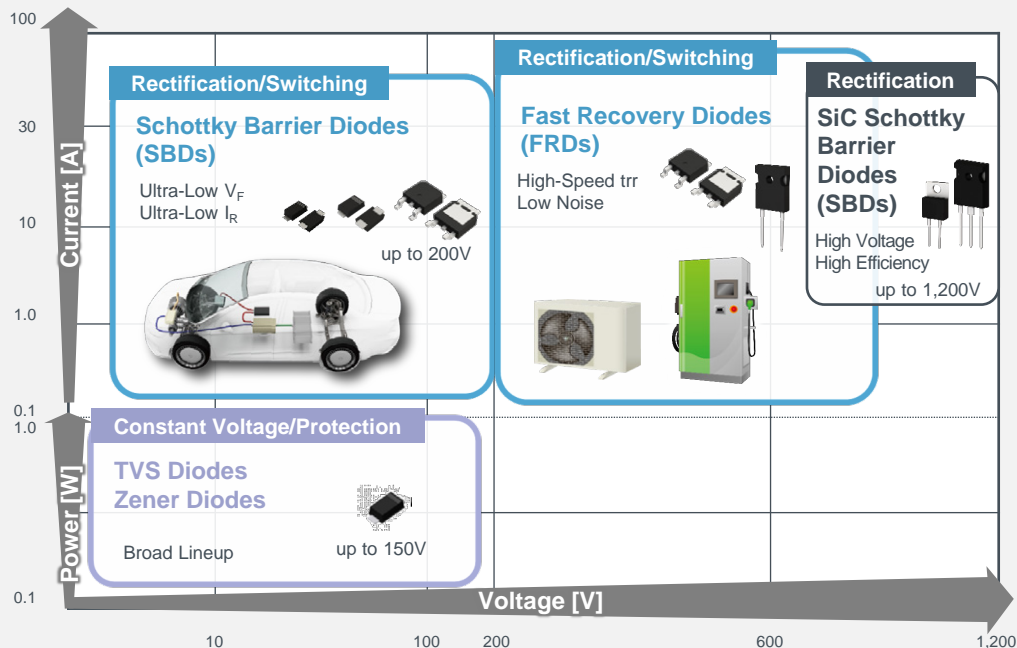 100
30
10
1.0
0.1
1.0
0.1
Current [A]
Power [W]
Rectification/Switching
Schottky Barrier Diodes
(SBDs)
Ultra-Low VF
Ultra-Low IR
up to 200V
Rectification/Switching
Fast Recovery Diodes
(FRDs)
High-Speed trr
Low Noise
Rectification
SiC Schottky
Barrier
Diodes
(SBDs)
High Voltage
High Efficiency
up to 1,200V
Constant Voltage/Protection
TVS Diodes
Zener Diodes
Broad Lineup
up to 150V
Voltage [V]
10
100
200
600
1,200